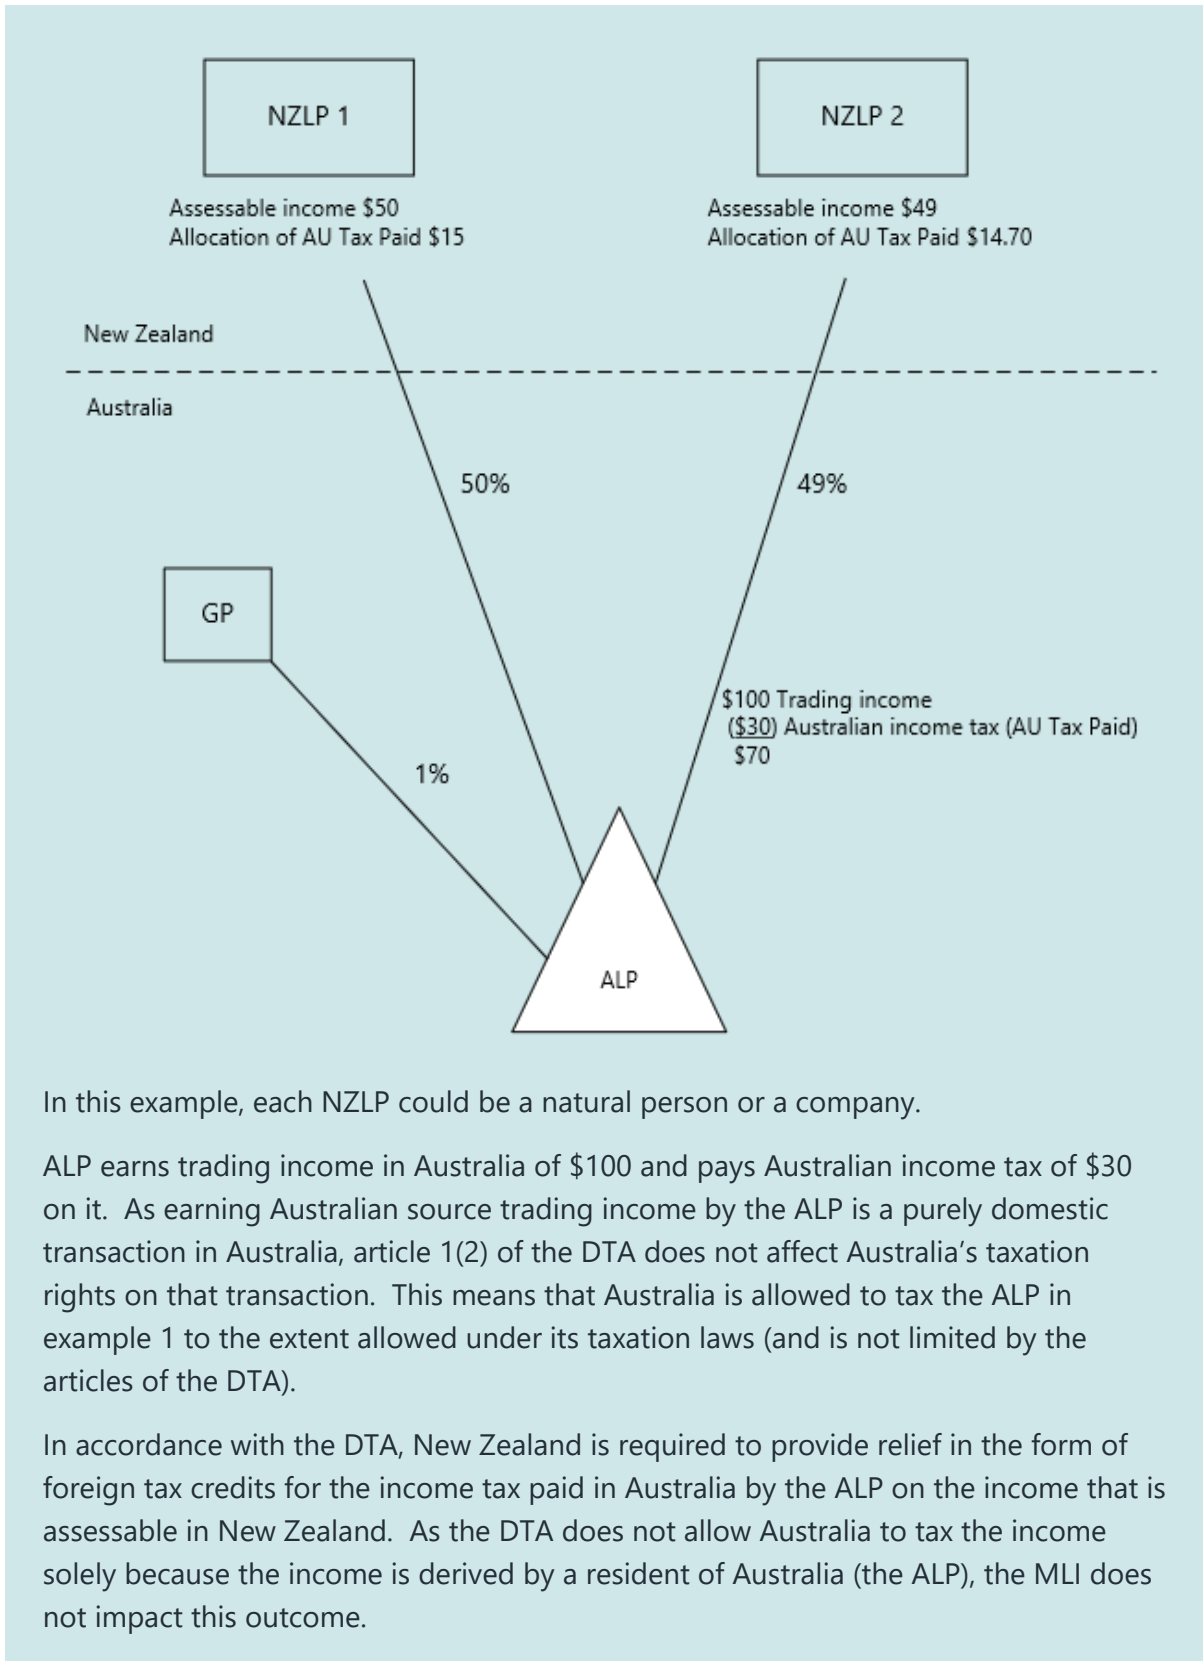 NZLP 1
NZLP 2
Assessable income $50
Allocation of AU Tax Paid $15
Assessable income $49
Allocation of AU Tax Paid $14.70
New Zealand
Australia
50%
49%
GP
$100 Trading income
($30) Australian income tax (AU Tax Paid)
$70
1%
ALP
In this example, each NZLP could be a natural person or a company.
ALP earns trading income in Australia of $100 and pays Australian income tax of $30
on it.  As earning Australian source trading income by the ALP is a purely domestic
transaction in Australia, article 1(2) of the DTA does not affect Australia’s taxation
rights on that transaction.  This means that Australia is allowed to tax the ALP in
example 1 to the extent allowed under its taxation laws (and is not limited by the
articles of the DTA).
In accordance with the DTA, New Zealand is required to provide relief in the form of
foreign tax credits for the income tax paid in Australia by the ALP on the income that is
assessable in New Zealand.  As the DTA does not allow Australia to tax the income
solely because the income is derived by a resident of Australia (the ALP), the MLI does
not impact this outcome.